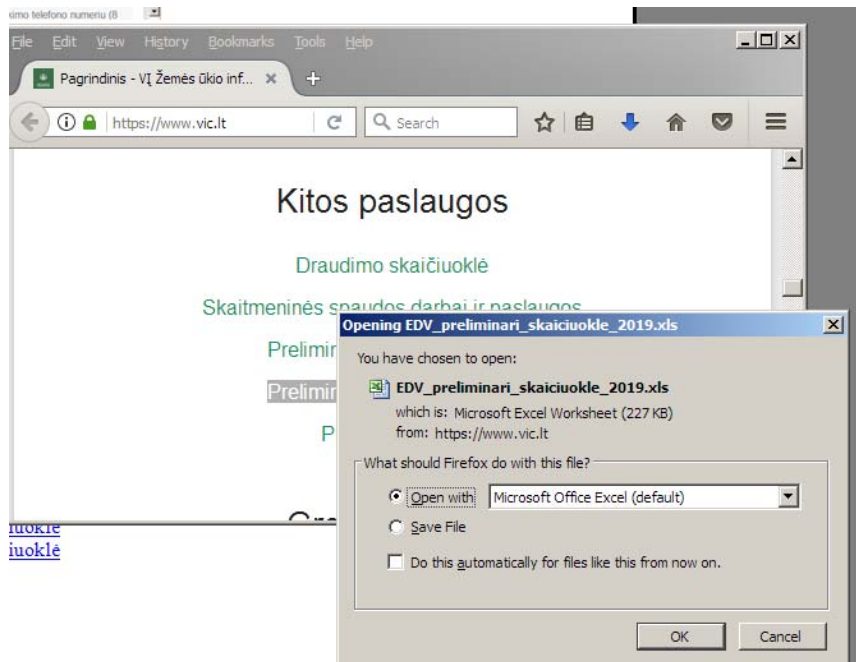 telefono numeriu (8
File Edit View History Bookmarks Tools Help
Pagrindinis - VĮ Žemės ūkio inf...
https://www.vic.lt
Search
Kitos paslaugos
Draudimo skaičiuoklė
Skaitmeninės spaudos darbai ir paslaugos
Opening EDV_preliminari_skaiciuokle_2019.xls
You have chosen to open:
EDV_preliminari_skaiciuokle_2019.xls
which is: Microsoft Excel Worksheet (227 KB)
from: https://www.vic.lt
What should Firefox do with this file?
Open with Microsoft Office Excel (default)
Save File
Do this automatically for files like this from now on.
OK Cancel
Prelimin
Prelimin
P
iuoklė